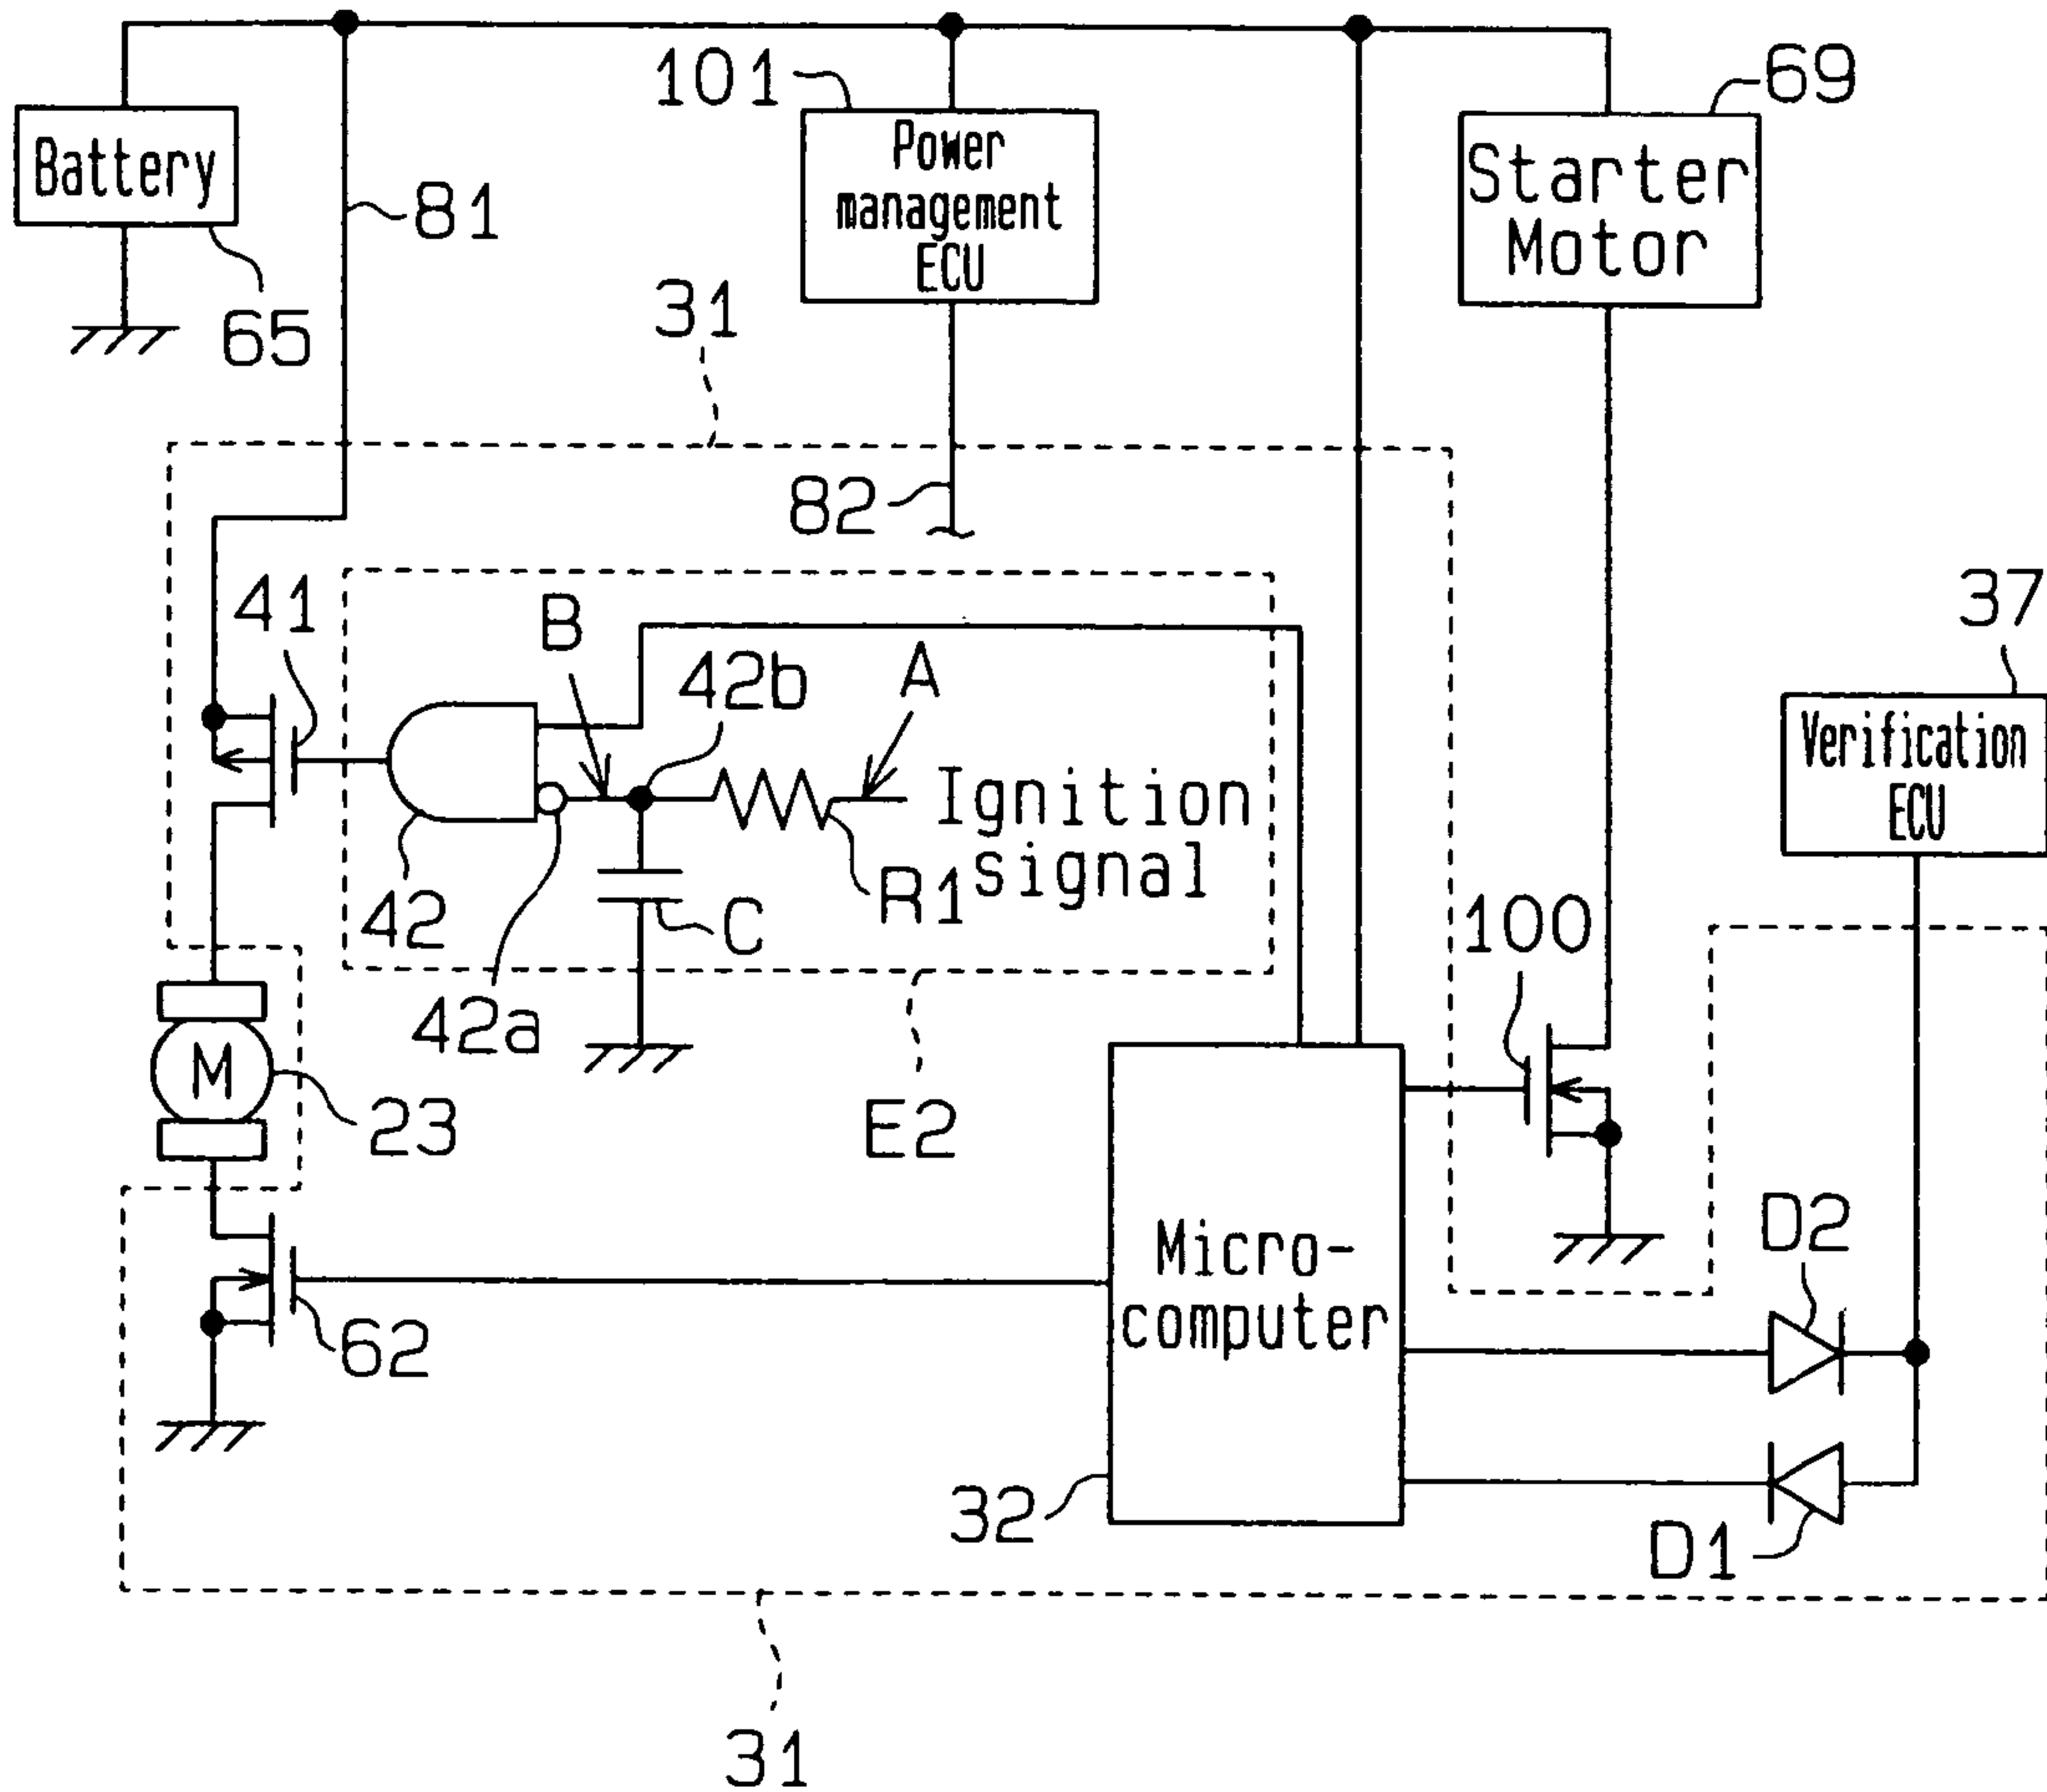 101
69
Battery
Power
management
ECU
Starter
Motor
81
65
31
82
41
B
42b
A
37
Verification
ECU
Ignition
signal
42
42a
C
R1
100
M
23
E2
Micro-
computer
D2
62
32
D1
31